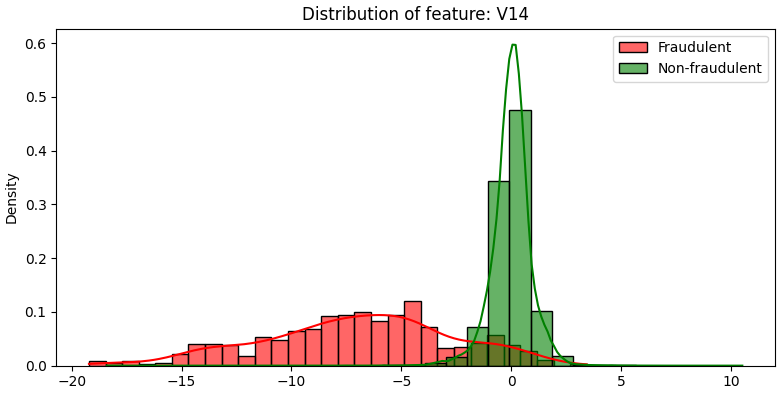 Distribution of feature: V14
Fraudulent
Non-fraudulent
Density
0.6
0.5
0.4
0.3
0.2
0.1
0.0
−20 −15 −10 −5 0 5 10